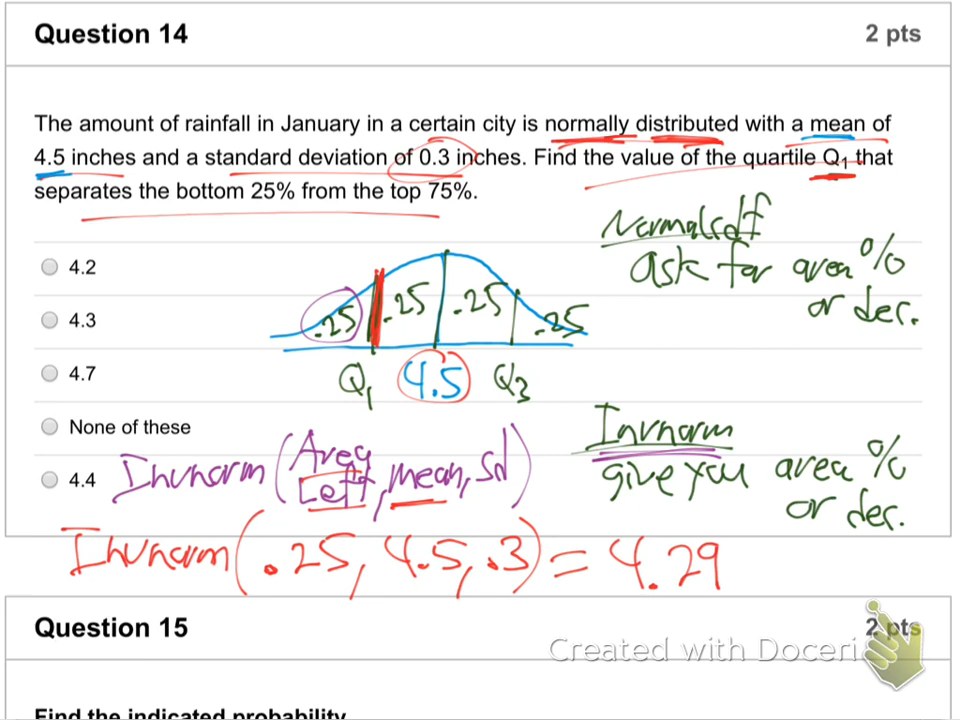 Question 14
2 pts
The amount of rainfall in January in a certain city is normally distributed with a mean of
4.5 inches and a standard deviation of 0.3 inches. Find the value of the quartile Q1 that
separates the bottom 25% from the top 75%.
Normalcdf
ask for area %
or dec.
4.2
4.3
4.7
None of these
4.4
.25
.25
.25
.25
Q1
4.5
Q3
Invnorm
give you area %
or dec.
Invnorm (Area Left, mean, sd)
Invnorm(.25, 4.5, .3) = 4.29
Question 15
2 pts
Created with Doceri
Find the indicated probability.